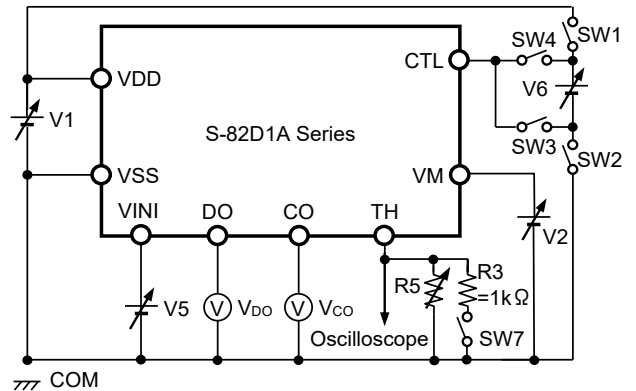 SW1
SW4
CTL
VDD
V6
V1
S-82D1A Series
SW3
SW2
VSS
VM
VINI
DO
CO
TH
V2
R5
R3
=1kΩ
V5
V
VDO
V
VCO
Oscilloscope
SW7
COM